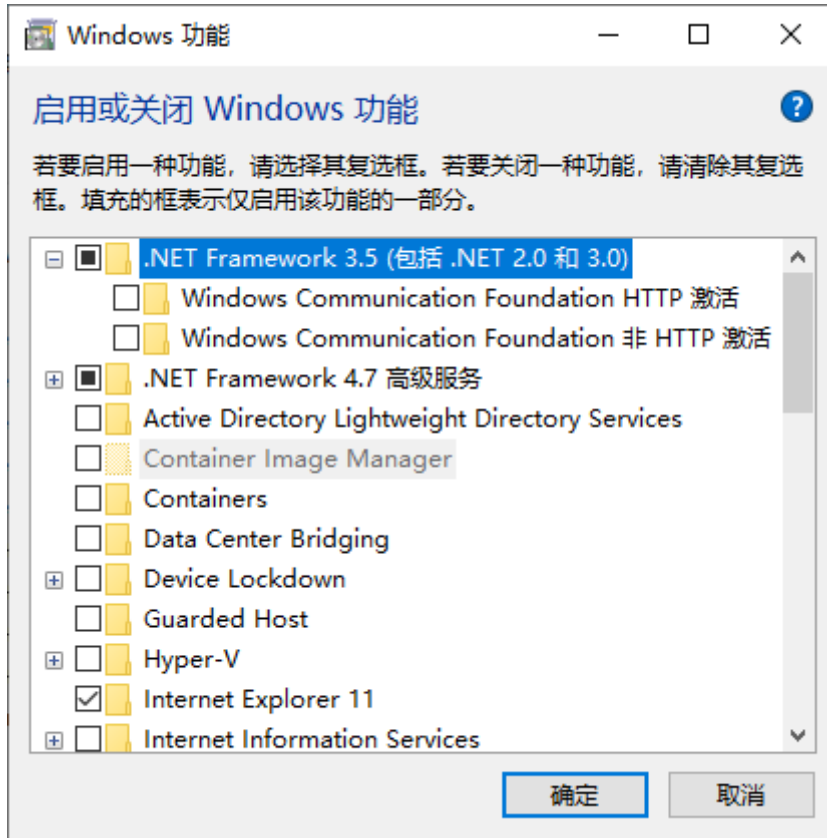 Windows 功能
启用或关闭 Windows 功能
若要启用一种功能，请选择其复选框。若要关闭一种功能，请清除其复选
框。填充的框表示仅启用该功能的一部分。
.NET Framework 3.5 (包括 .NET 2.0 和 3.0)
Windows Communication Foundation HTTP 激活
Windows Communication Foundation 非 HTTP 激活
.NET Framework 4.7 高级服务
Active Directory Lightweight Directory Services
Container Image Manager
Containers
Data Center Bridging
Device Lockdown
Guarded Host
Hyper-V
Internet Explorer 11
Internet Information Services
确定
取消